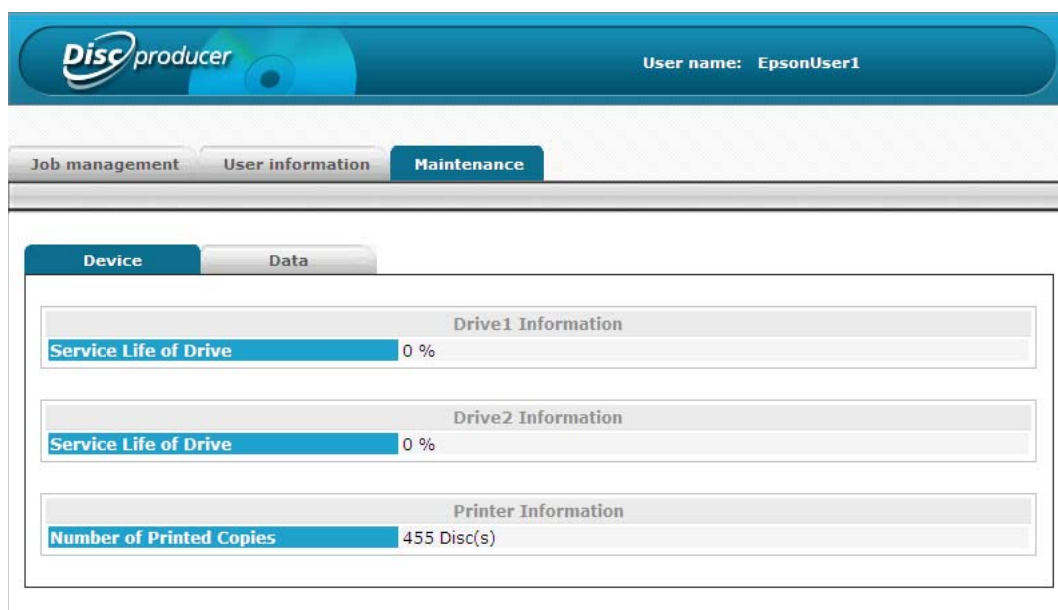 Disc producer
User name: EpsonUser1
Job management User information Maintenance
Device Data
Drive1 Information
Service Life of Drive 0 %
Drive2 Information
Service Life of Drive 0 %
Printer Information
Number of Printed Copies 455 Disc(s)